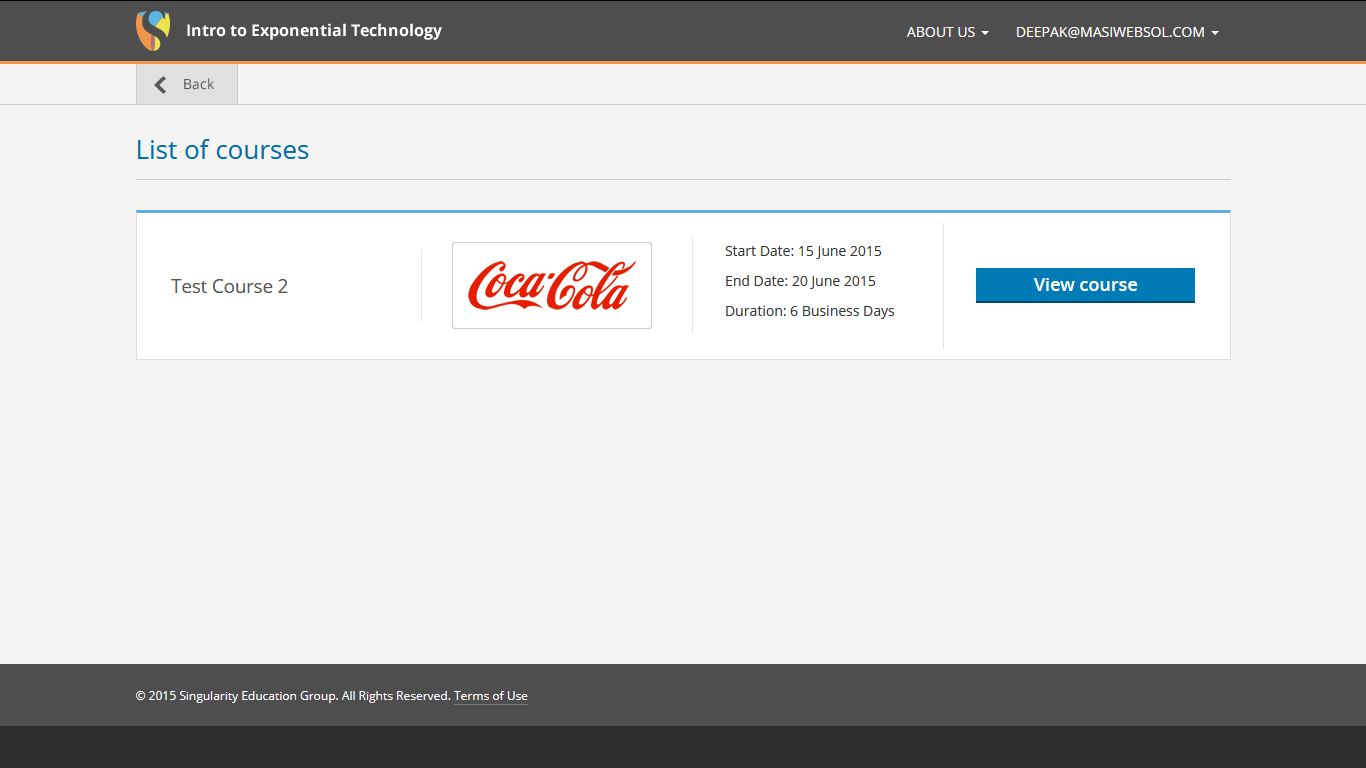 Intro to Exponential Technology
ABOUT US
DEEPAK@MASIWEBSOL.COM
Back
List of courses
Test Course 2
Coca-Cola
Start Date: 15 June 2015
End Date: 20 June 2015
Duration: 6 Business Days
View course
© 2015 Singularity Education Group. All Rights Reserved. Terms of Use